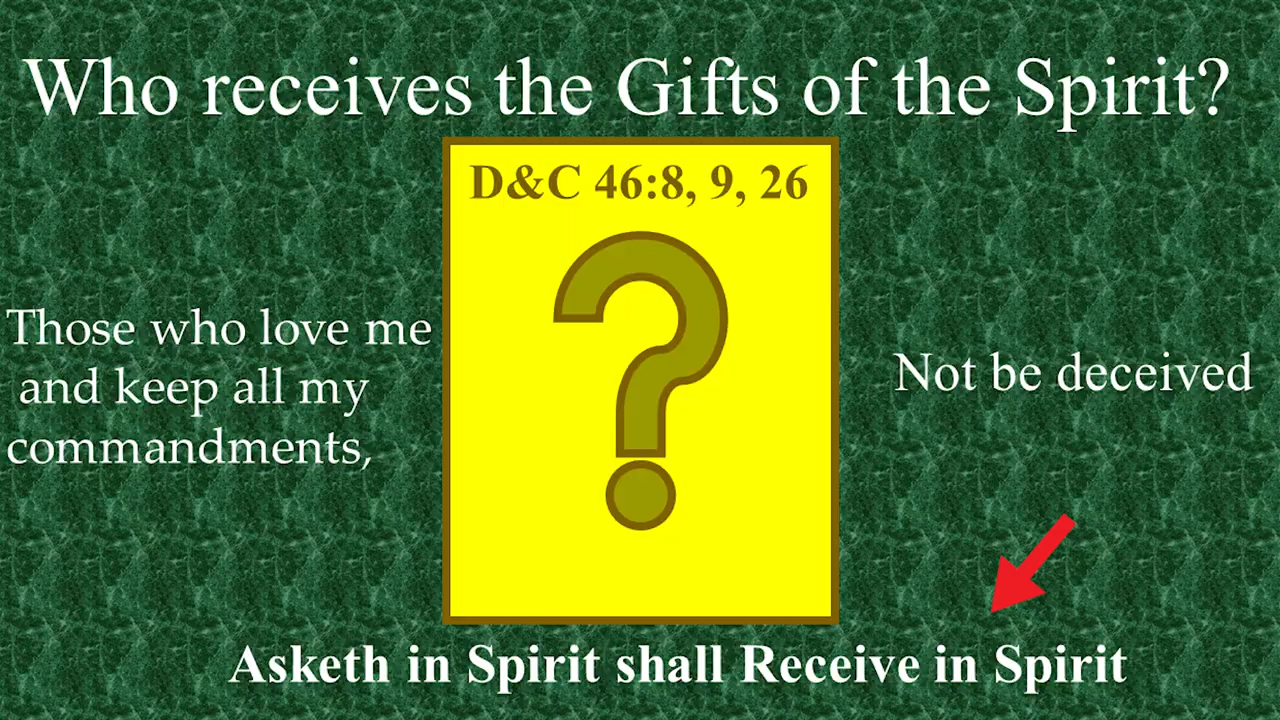 Who receives the Gifts of the Spirit?
D&C 46:8, 9, 26
Those who love me
and keep all my
commandments,
?
Not be deceived
Asketh in Spirit shall Receive in Spirit